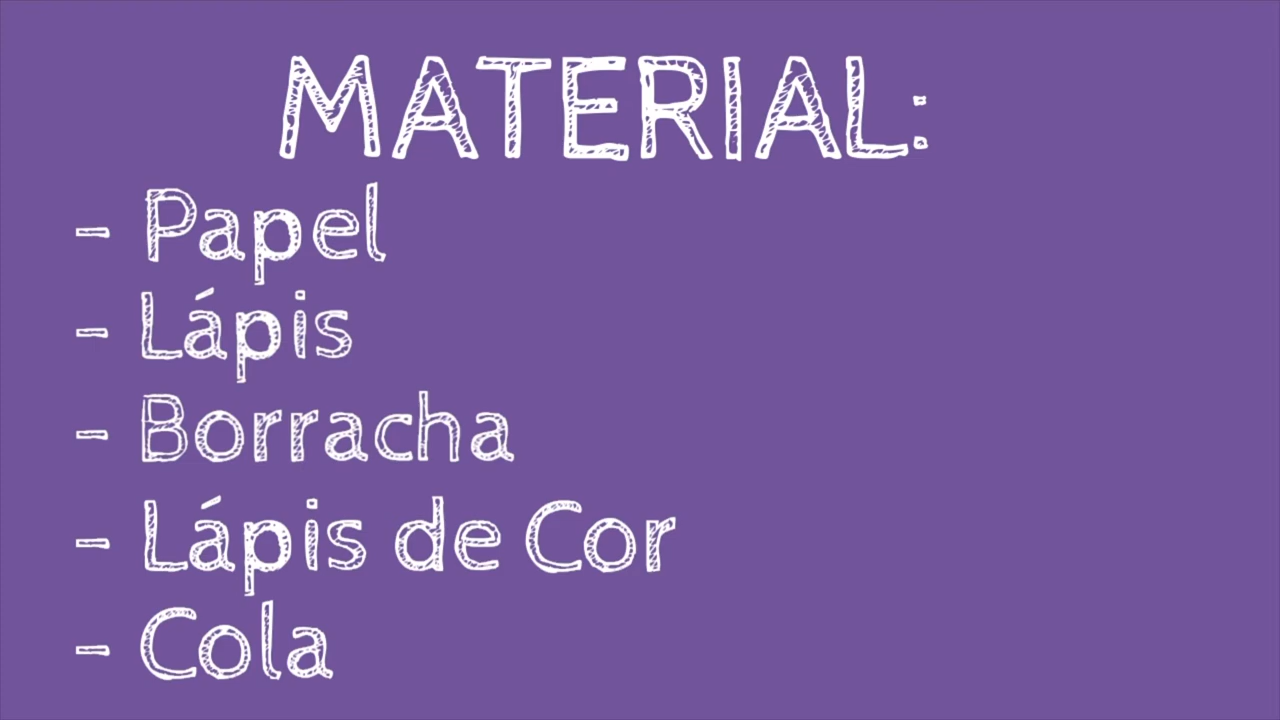 MATERIAL:
- Papel
- Lápis
- Borracha
- Lápis de Cor
- Cola